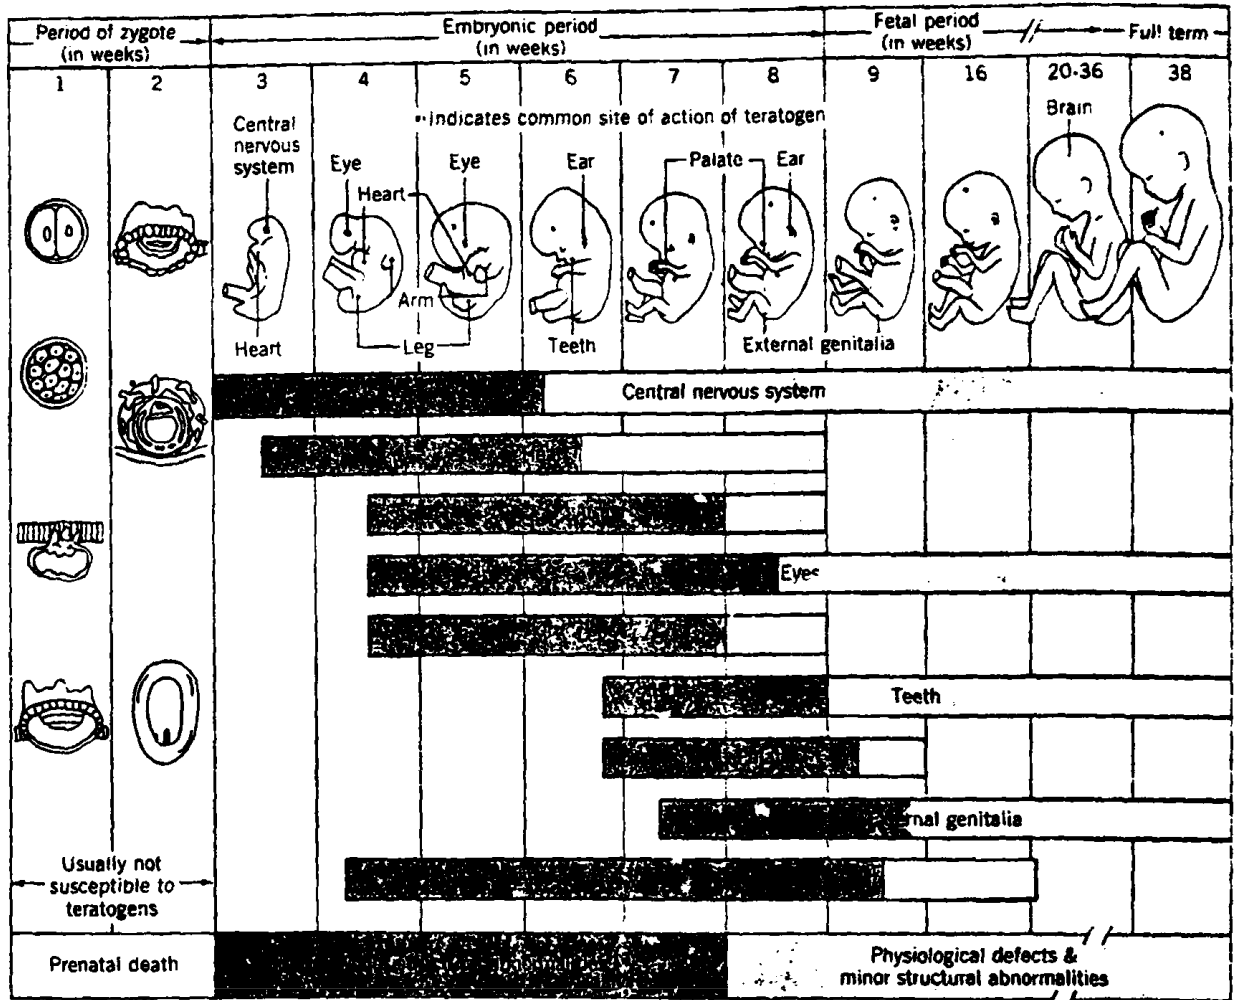 Period of zygote
(in weeks)
Embryonic period
(in weeks)
Fetal period
(in weeks)
Full term
1
2
3
4
5
6
7
8
9
16
20-36
38
Indicates common site of action of teratogen
Central
nervous
system
Eye
Heart
Eye
Ear
Palate
Ear
Brain
Arm
Heart
Leg
Teeth
External genitalia
Central nervous system
Eyes
Teeth
genitalia
Usually not
susceptible to
teratogens
Prenatal death
Physiological defects &
minor structural abnormalities